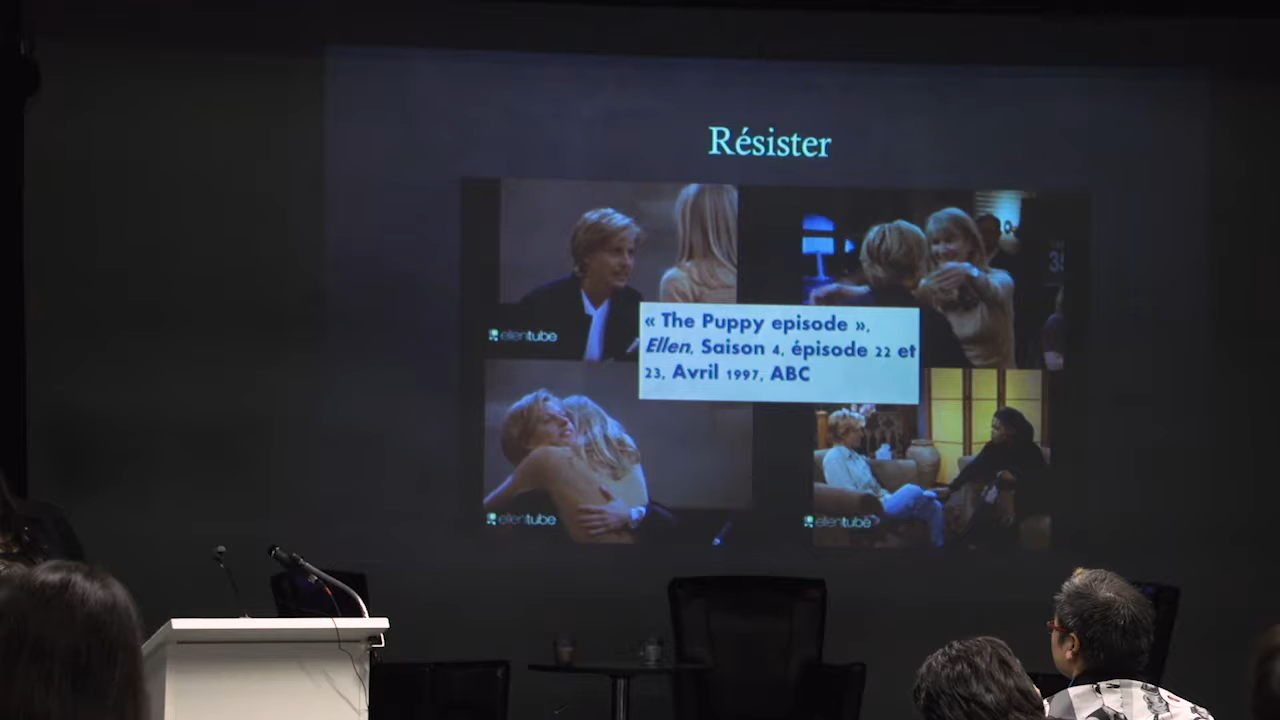 Résister
ellentube
« The Puppy episode »,
Ellen, Saison 4, épisode 22 et
23, Avril 1997, ABC
ellentube
ellentube